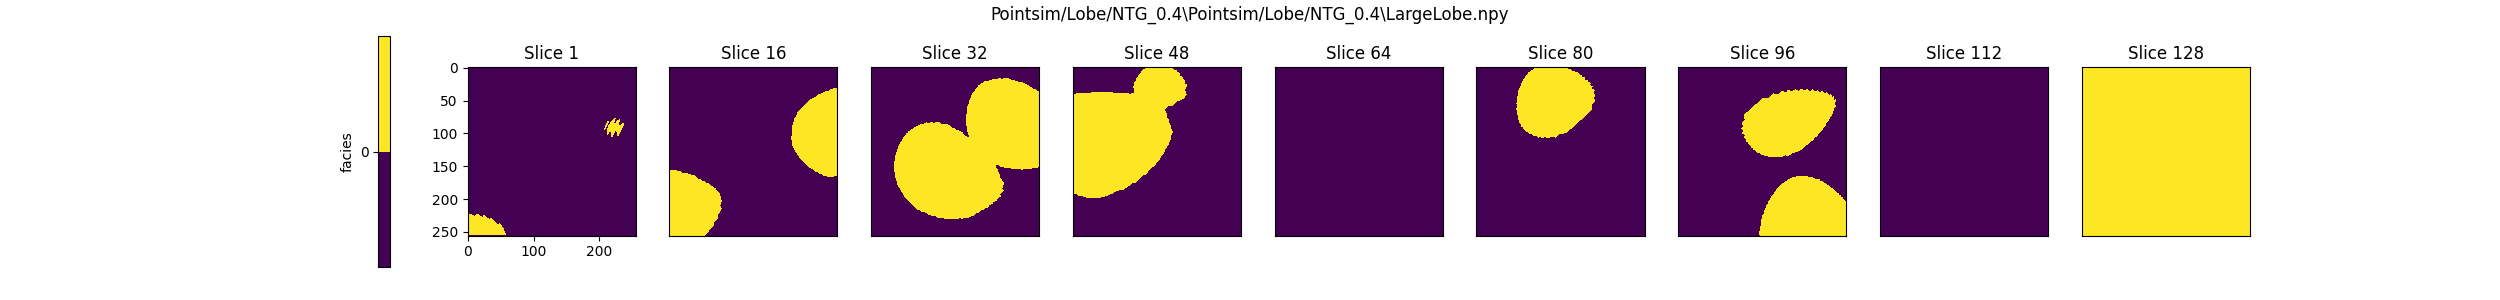 Pointsim/Lobe/NTG_0.4\Pointsim/Lobe/NTG_0.4\LargeLobe.npy
Slice 1 Slice 16 Slice 32 Slice 48 Slice 64 Slice 80 Slice 96 Slice 112 Slice 128
facies
0
0
50
100
150
200
250
0 100 200